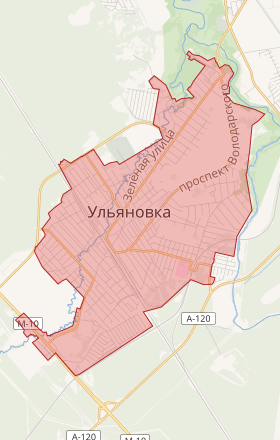 Зелёная Улица
проспект Володарского
Ульяновка
М-10
А-120
А-120
М-10